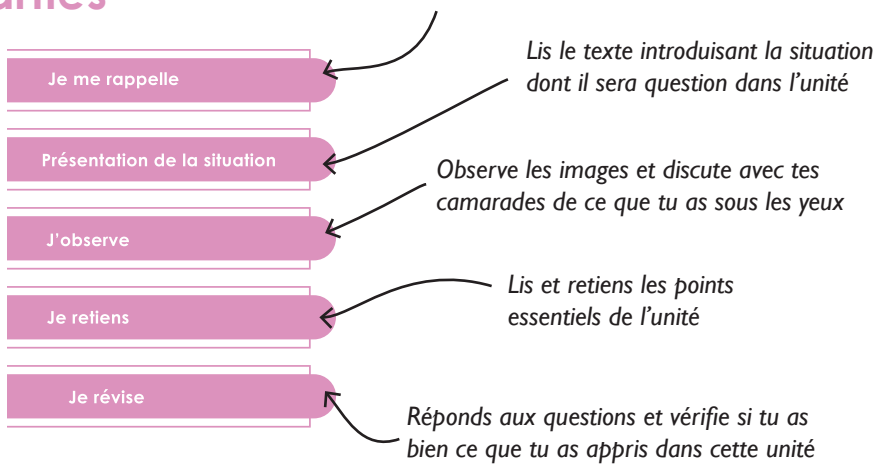 Je me rappelle
Lis le texte introduisant la situation
dont il sera question dans l'unité
Présentation de la situation
Observe les images et discute avec tes
camarades de ce que tu as sous les yeux
J'observe
Lis et retiens les points
essentiels de l'unité
Je retiens
Je révise
Réponds aux questions et vérifie si tu as
bien ce que tu as appris dans cette unité